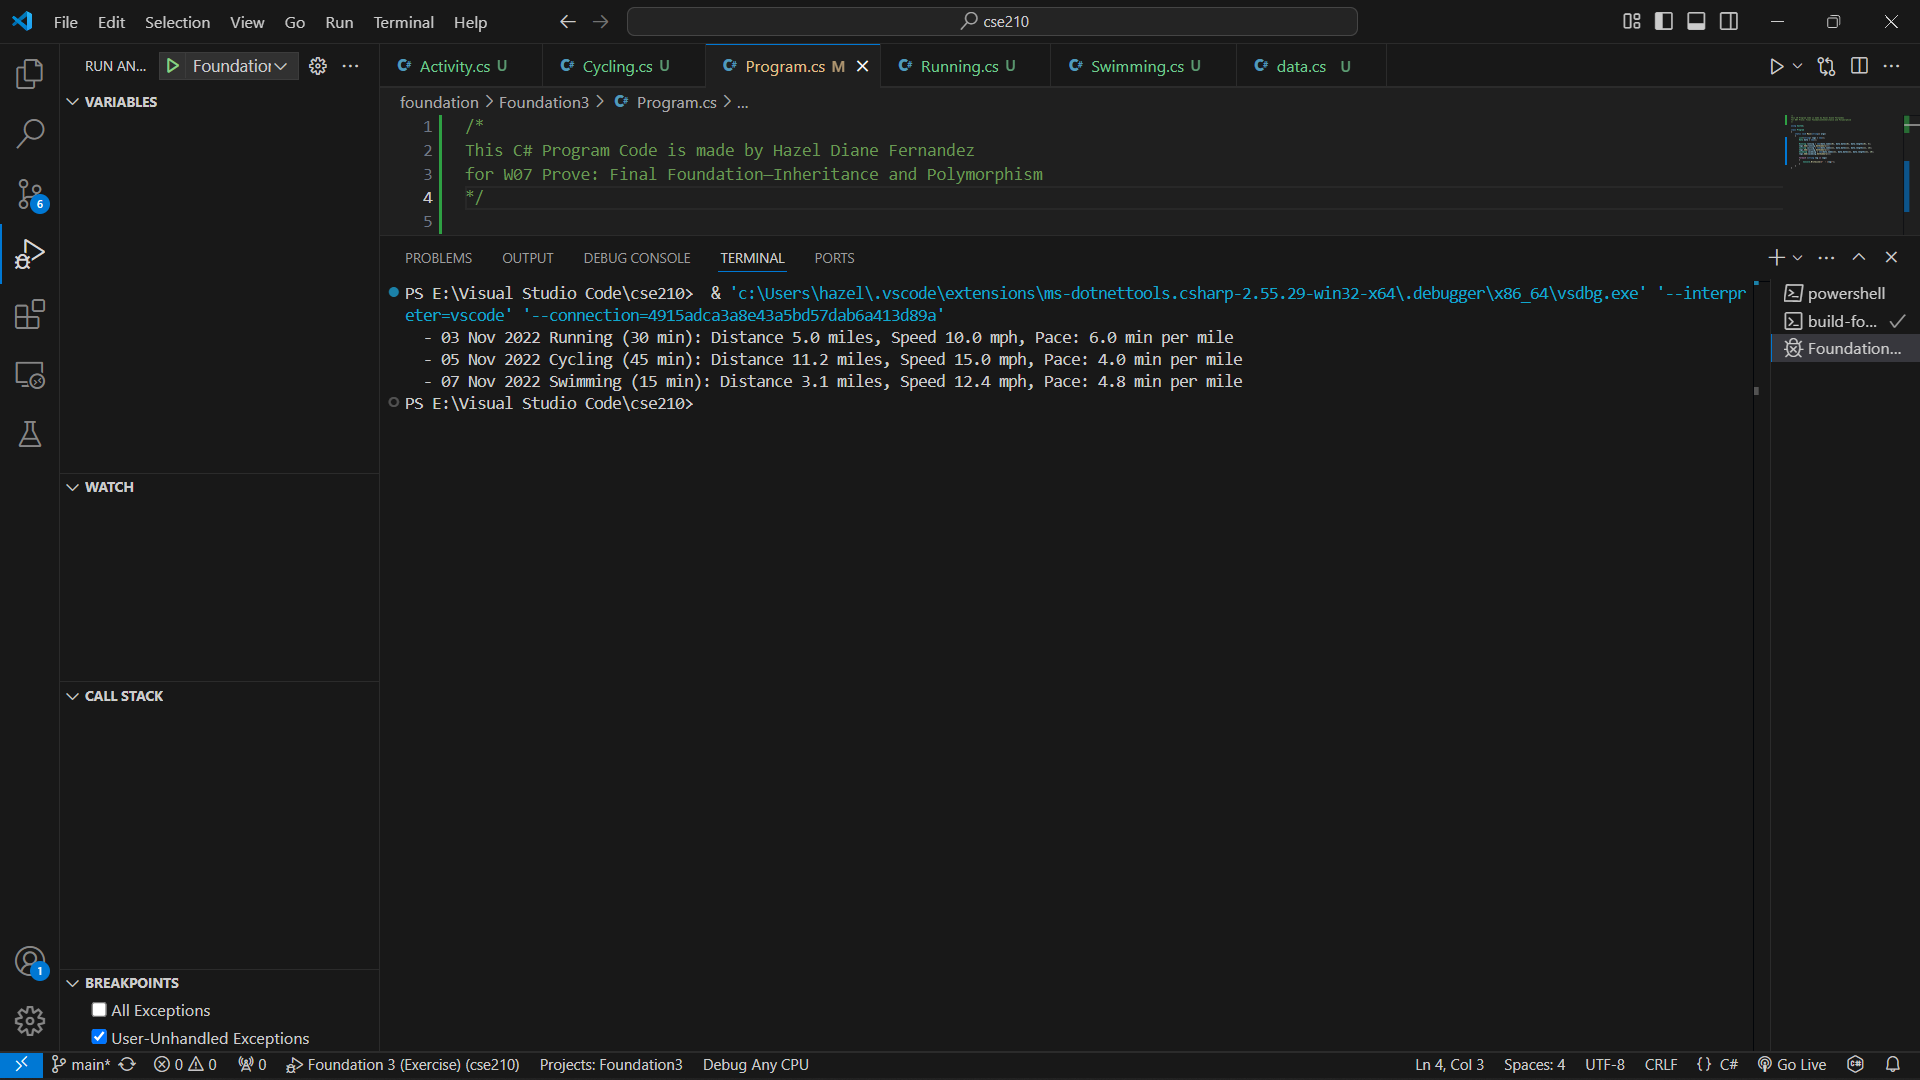 File Edit Selection View Go Run Terminal Help cse210
RUN AN... Foundation
VARIABLES
WATCH
CALL STACK
BREAKPOINTS
All Exceptions
User-Unhandled Exceptions
6
1
Activity.cs U Cycling.cs U Program.cs M Running.cs U Swimming.cs U data.cs U
foundation > Foundation3 > Program.cs > ...
1 /*
2 This C# Program Code is made by Hazel Diane Fernandez
3 for W07 Prove: Final Foundation—Inheritance and Polymorphism
4 */
5
PROBLEMS OUTPUT DEBUG CONSOLE TERMINAL PORTS
PS E:\Visual Studio Code\cse210> & 'c:\Users\hazel\.vscode\extensions\ms-dotnettools.csharp-2.55.29-win32-x64\.debugger\x86_64\vsdbg.exe' '--interpr
eter=vscode' '--connection=4915adca3a8e43a5bd57dab6a413d89a'
- 03 Nov 2022 Running (30 min): Distance 5.0 miles, Speed 10.0 mph, Pace: 6.0 min per mile
- 05 Nov 2022 Cycling (45 min): Distance 11.2 miles, Speed 15.0 mph, Pace: 4.0 min per mile
- 07 Nov 2022 Swimming (15 min): Distance 3.1 miles, Speed 12.4 mph, Pace: 4.8 min per mile
PS E:\Visual Studio Code\cse210>
powershell
build-fo...
Foundation...
main* 0 0 0 Foundation 3 (Exercise) (cse210) Projects: Foundation3 Debug Any CPU Ln 4, Col 3 Spaces: 4 UTF-8 CRLF {} C# Go Live